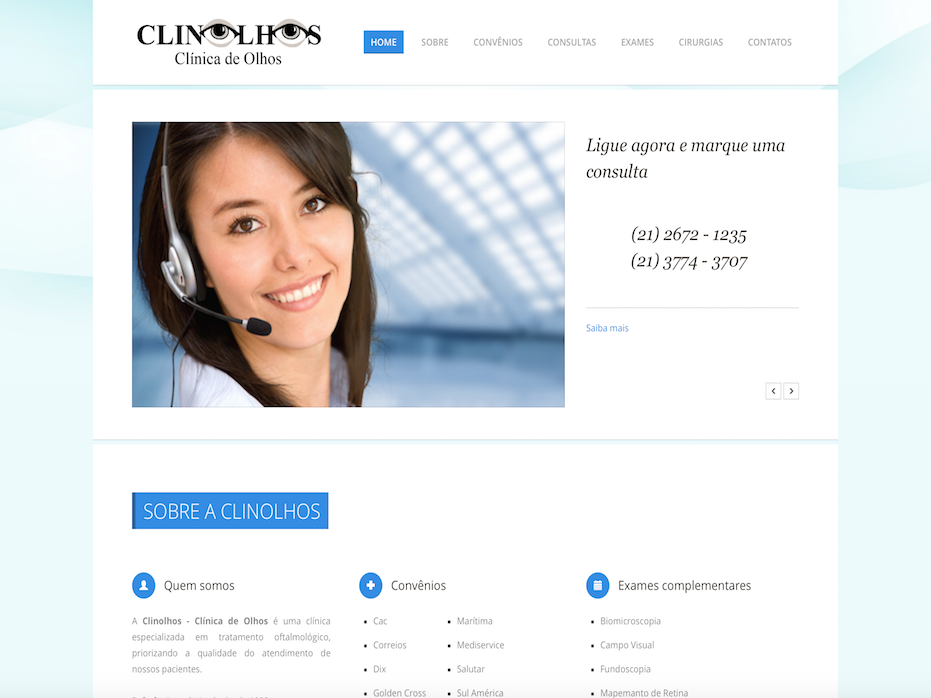 CLINOLHOS
Clínica de Olhos
HOME SOBRE CONVÊNIOS CONSULTAS EXAMES CIRURGIAS CONTATOS
Ligue agora e marque uma
consulta
(21) 2672 - 1235
(21) 3774 - 3707
Saiba mais
SOBRE A CLINOLHOS
Quem somos
A Clinolhos - Clínica de Olhos é uma clínica
especializada em tratamento oftalmológico,
priorizando a qualidade do atendimento de
nossos pacientes.
Convênios
Cac
Correios
Dix
Golden Cross
Marítima
Mediservice
Salutar
Sul América
Exames complementares
Biomicroscopia
Campo Visual
Fundoscopia
Mapemanto de Retina